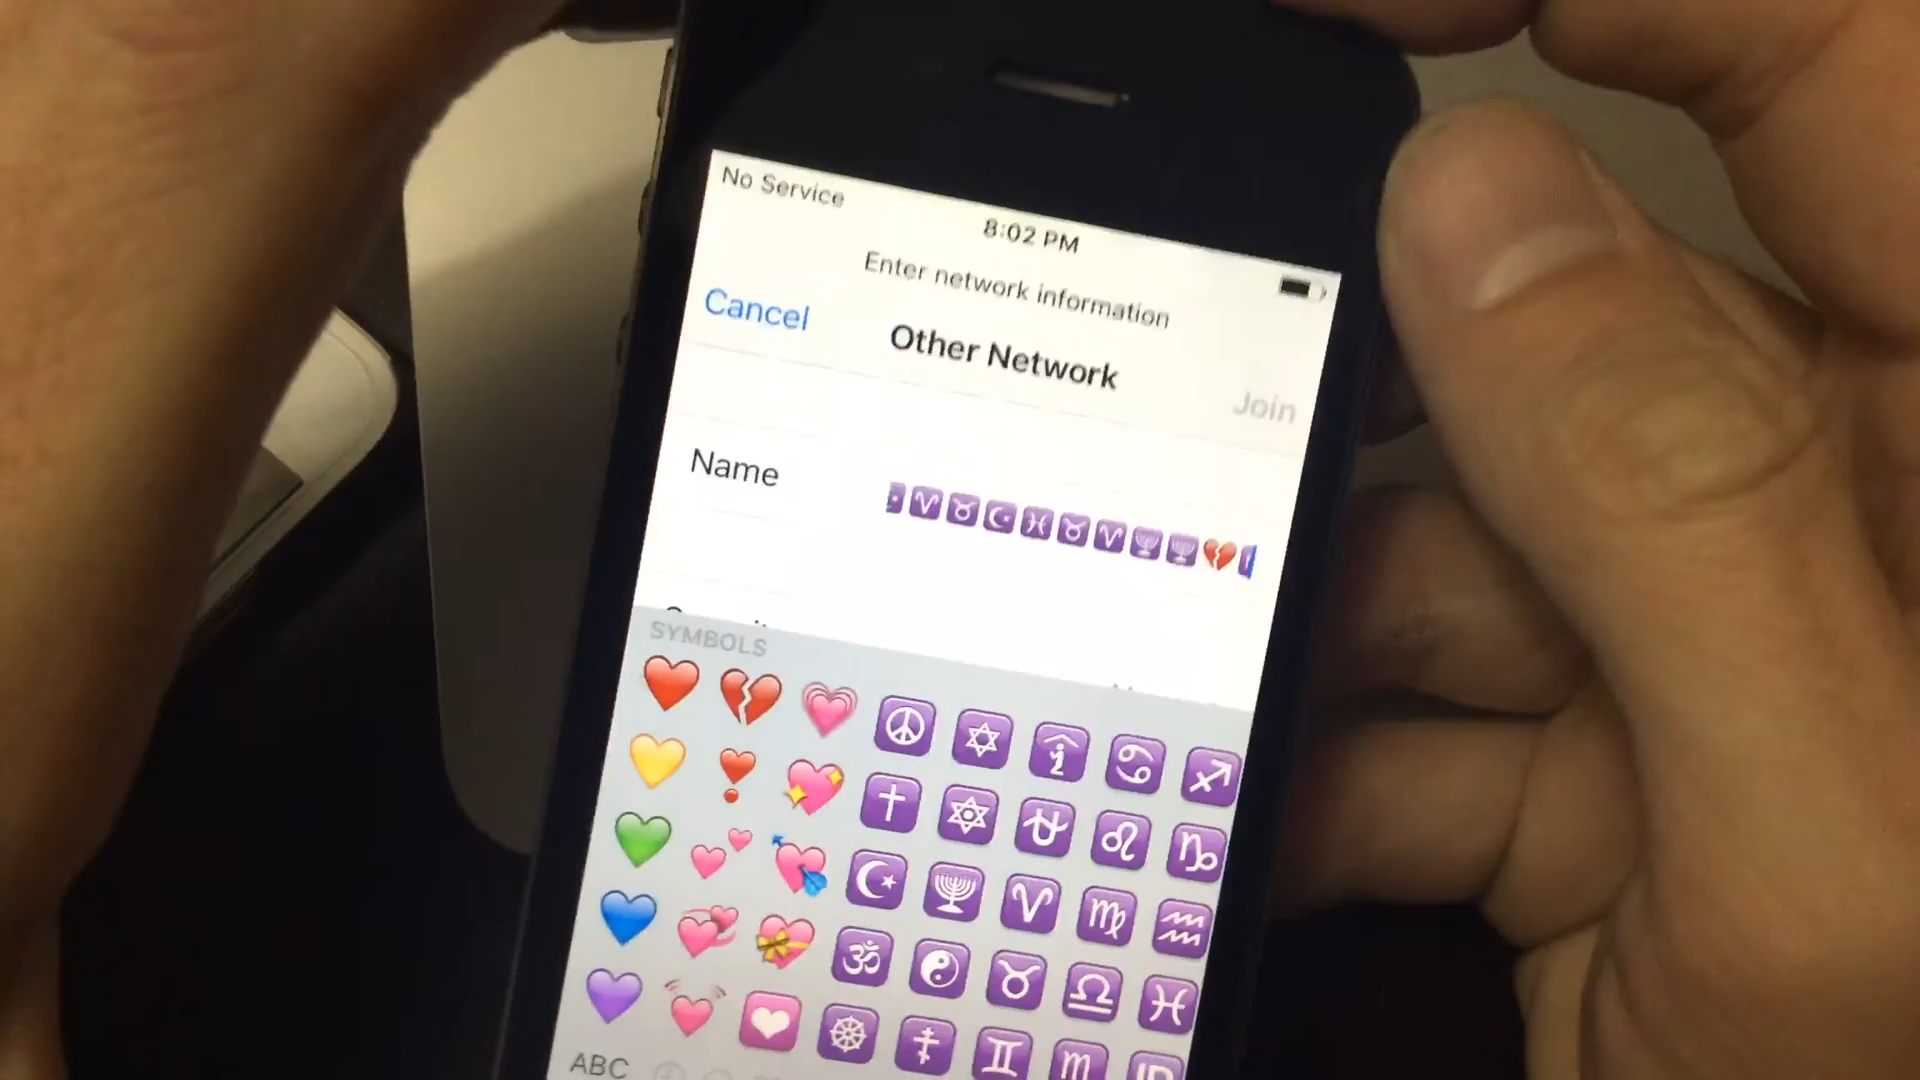 No Service
8:02 PM
Enter network information
Cancel
Other Network
Join
Name
SYMBOLS
ABC